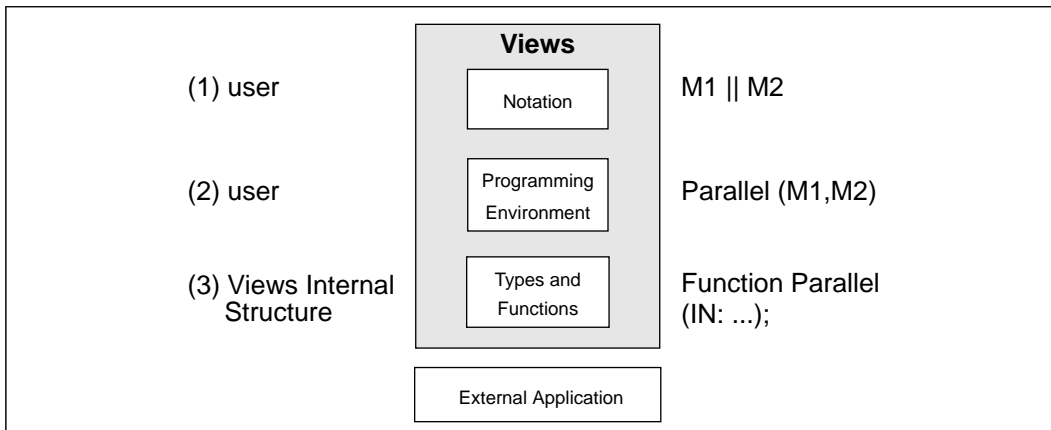 Views
(1) user
Notation
M1 || M2
(2) user
Programming
Environment
Parallel (M1,M2)
(3) Views Internal
Structure
Types and
Functions
Function Parallel
(IN: ...);
External Application